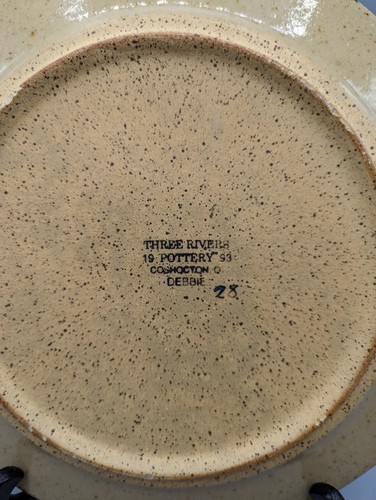 THREE RIVERS
19 POTTERY 93
COSHOCTON O
DEBBIE
28